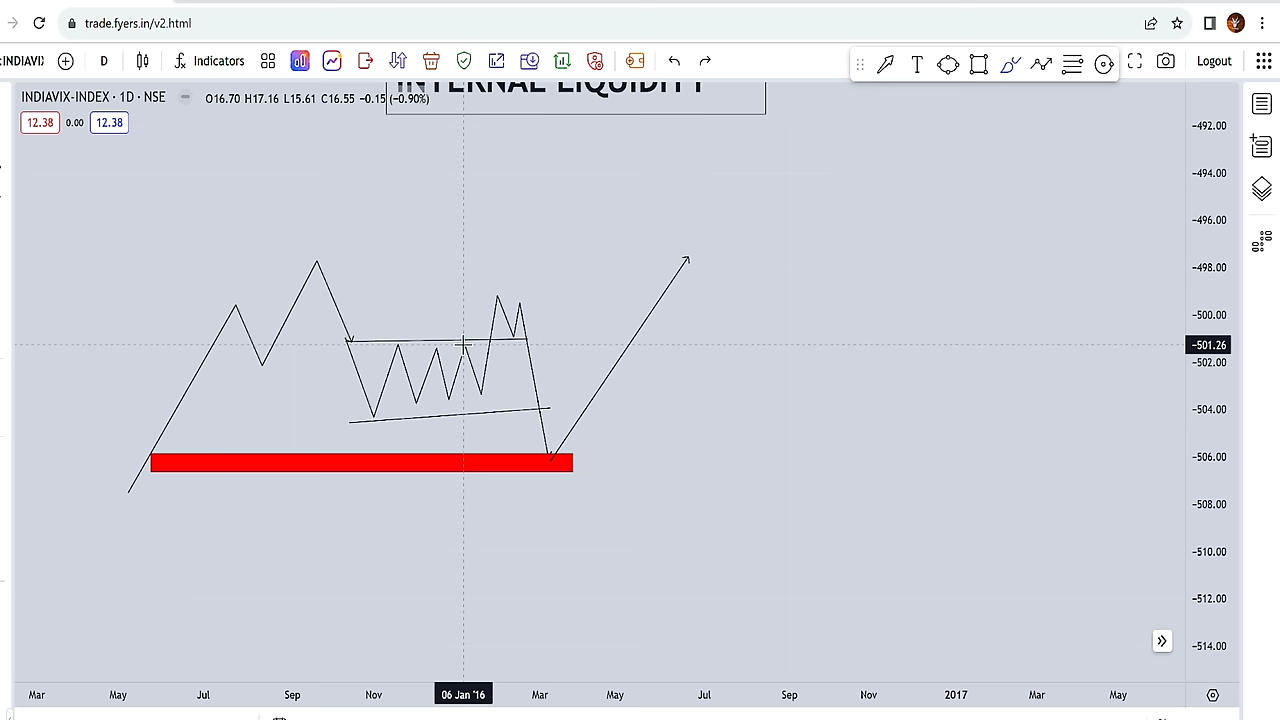 trade.fyers.in/v2.html
:INDIAVI) D Indicators Logout
INTERNAL LIQUIDITY
INDIAVIX-INDEX · 1D · NSE O16.70 H17.16 L15.61 C16.55 −0.15 (−0.90%)
12.38 0.00 12.38
−492.00
−494.00
−496.00
−498.00
−500.00
−501.26
−502.00
−504.00
−506.00
−508.00
−510.00
−512.00
−514.00
Mar May Jul Sep Nov 06 Jan '16 Mar May Jul Sep Nov 2017 Mar May